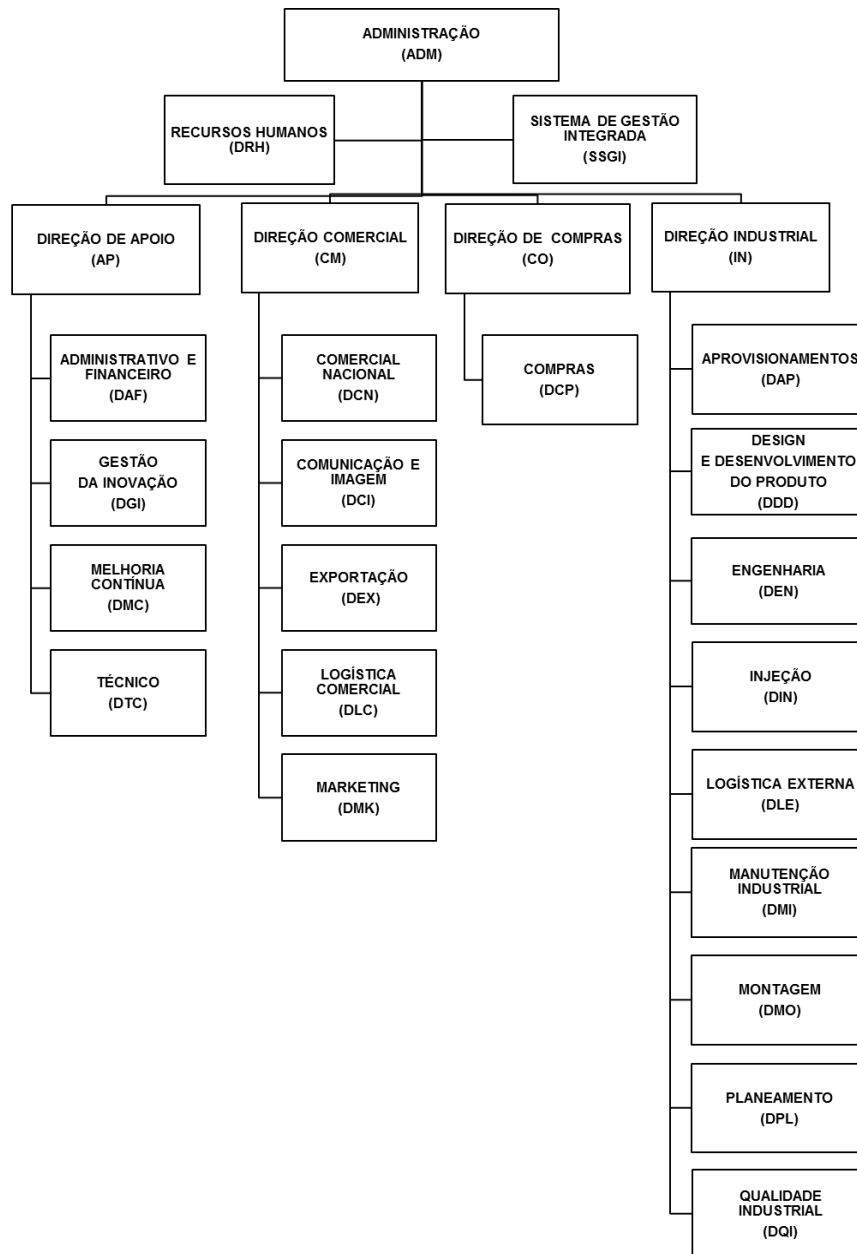 ADMINISTRAÇÃO
(ADM)
RECURSOS HUMANOS
(DRH)
SISTEMA DE GESTÃO
INTEGRADA
(SSGI)
DIREÇÃO DE APOIO
(AP)
DIREÇÃO COMERCIAL
(CM)
DIREÇÃO DE COMPRAS
(CO)
DIREÇÃO INDUSTRIAL
(IN)
ADMINISTRATIVO E
FINANCEIRO
(DAF)
GESTÃO
DA INOVAÇÃO
(DGI)
MELHORIA
CONTÍNUA
(DMC)
TÉCNICO
(DTC)
COMERCIAL
NACIONAL
(DCN)
COMUNICAÇÃO E
IMAGEM
(DCI)
EXPORTAÇÃO
(DEX)
LOGÍSTICA
COMERCIAL
(DLC)
MARKETING
(DMK)
COMPRAS
(DCP)
APROVISIONAMENTOS
(DAP)
DESIGN
E DESENVOLVIMENTO
DO PRODUTO
(DDD)
ENGENHARIA
(DEN)
INJEÇÃO
(DIN)
LOGÍSTICA EXTERNA
(DLE)
MANUTENÇÃO
INDUSTRIAL
(DMI)
MONTAGEM
(DMO)
PLANEAMENTO
(DPL)
QUALIDADE
INDUSTRIAL
(DQI)